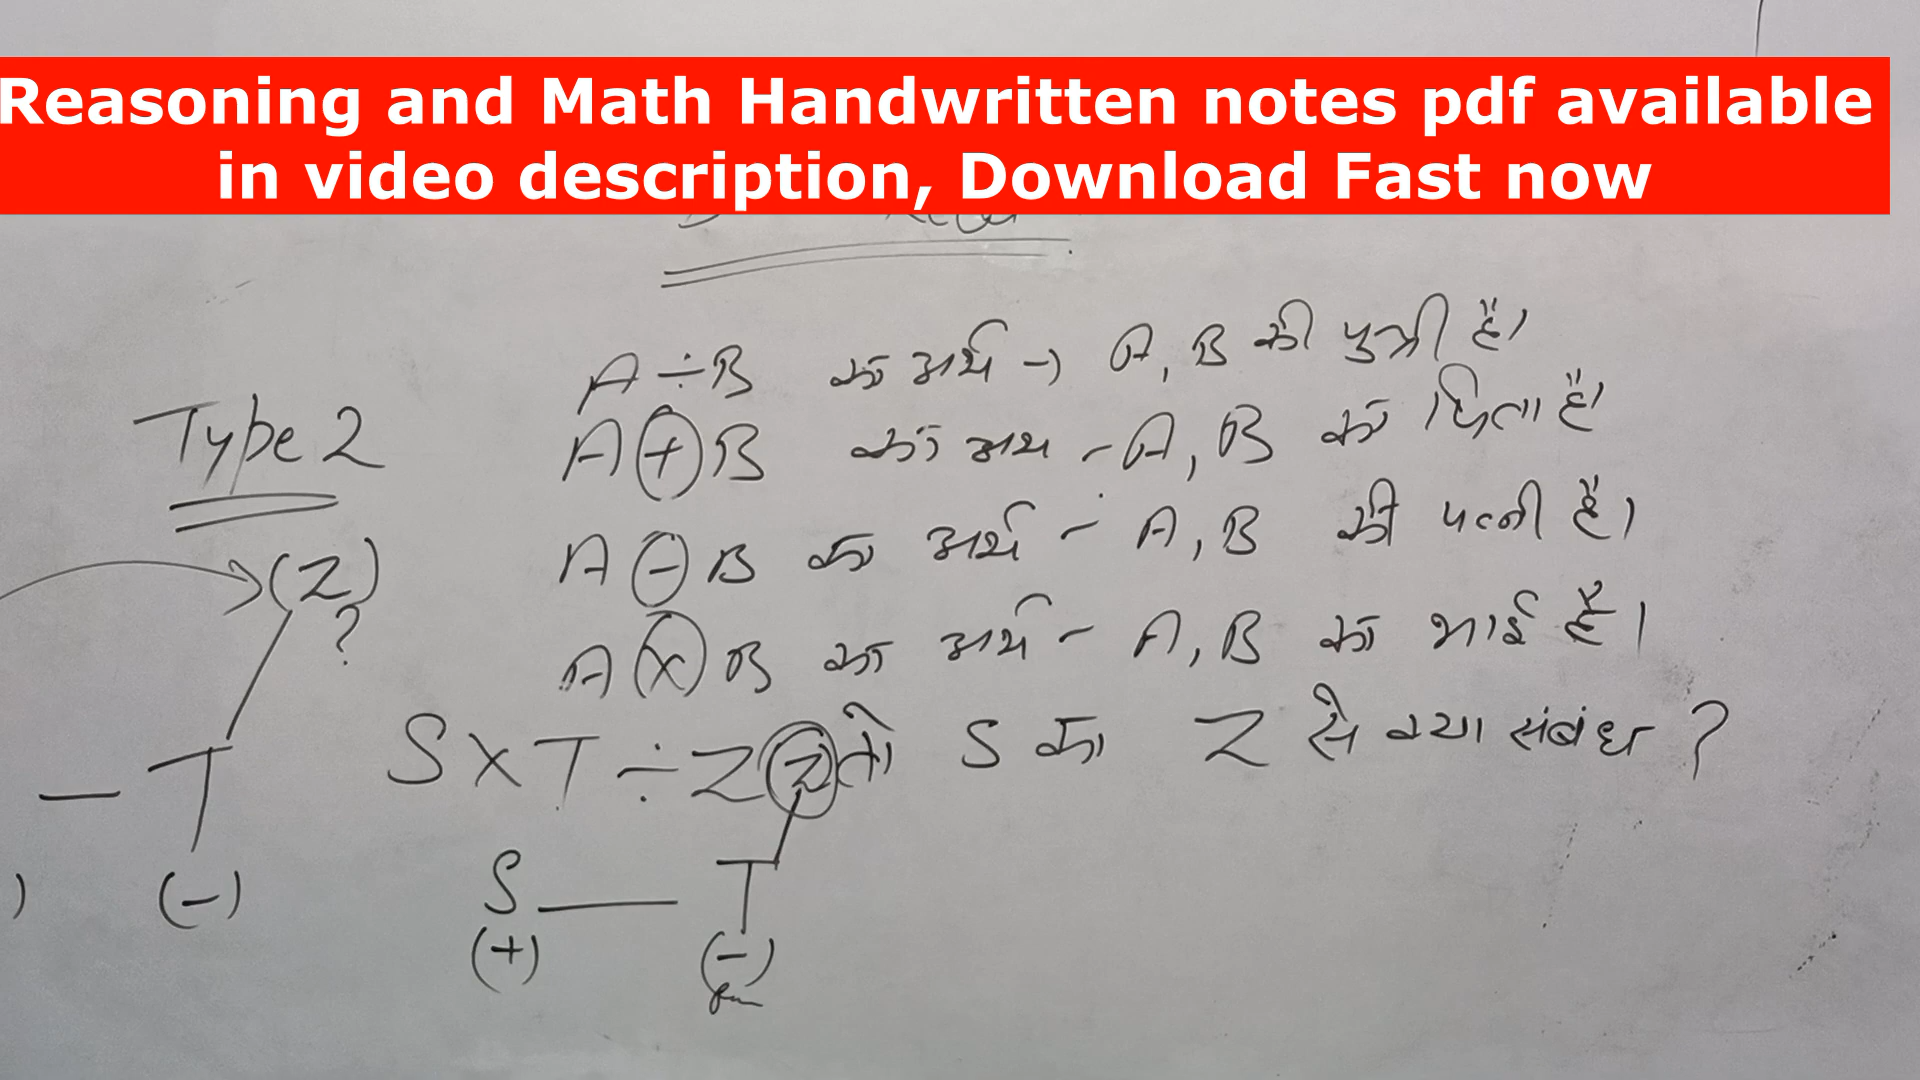 Reasoning and Math Handwritten notes pdf available
in video description, Download Fast now
Type 2
A ÷ B का अर्थ → A, B की पुत्री है।
A + B का अर्थ - A, B का पिता है।
A - B का अर्थ - A, B की पत्नी है।
A × B का अर्थ - A, B का भाई है।
S × T ÷ Z Z तो S का Z से क्या संबंध ?
(Z)
?
— T
(-)
S — T
(+) (-)